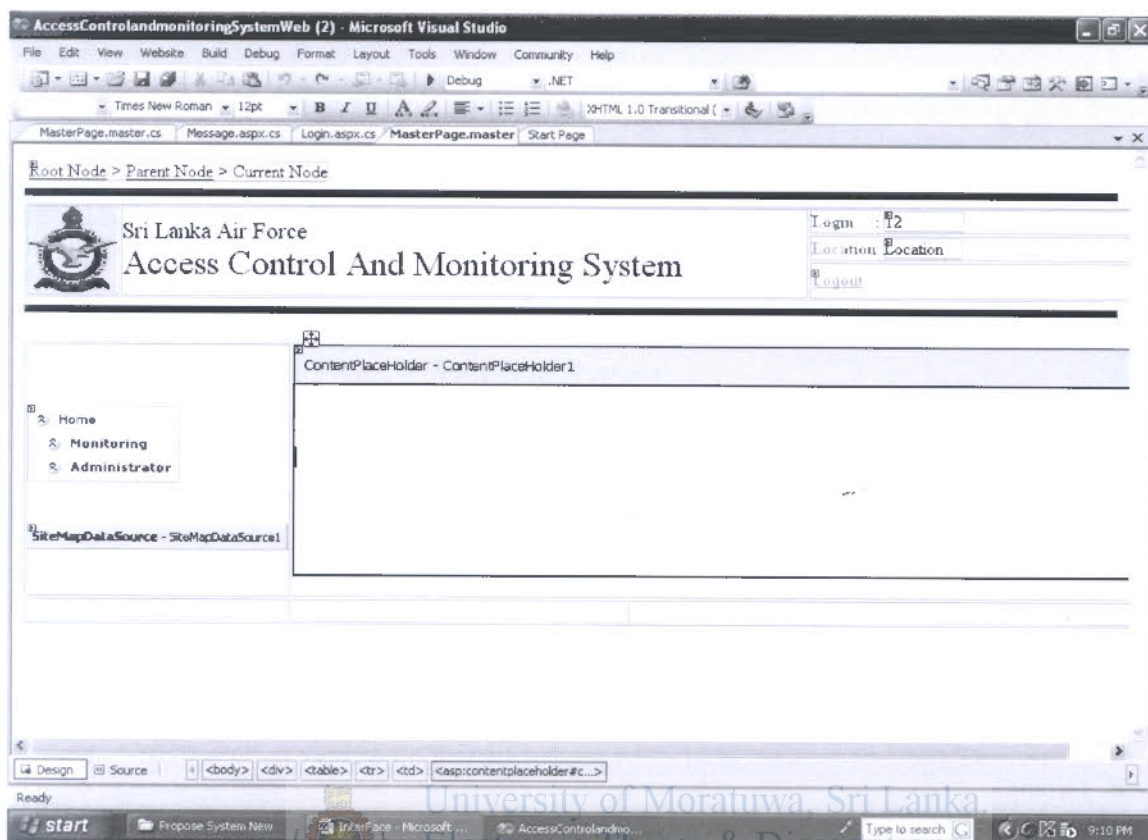 AccessControlandmonitoringSystemWeb (2) - Microsoft Visual Studio
File Edit View Website Build Debug Format Layout Tools Window Community Help
Debug .NET
Times New Roman 12pt B I U A XHTML 1.0 Transitional (
MasterPage.master.cs Message.aspx.cs Login.aspx.cs MasterPage.master Start Page
Root Node > Parent Node > Current Node
Sri Lanka Air Force
Access Control And Monitoring System
Login : 12
Location Location
Logout
ContentPlaceHolder - ContentPlaceHolder1
Home
Monitoring
Administrator
SiteMapDataSource - SiteMapDataSource1
Design Source <body> <div> <table> <tr> <td> <asp:contentplaceholder#c...>
Ready
University of Moratuwa, Sri Lanka.
start Propose System New InterFace - Microsoft ... AccessControlandmo... Type to search 9:10 PM